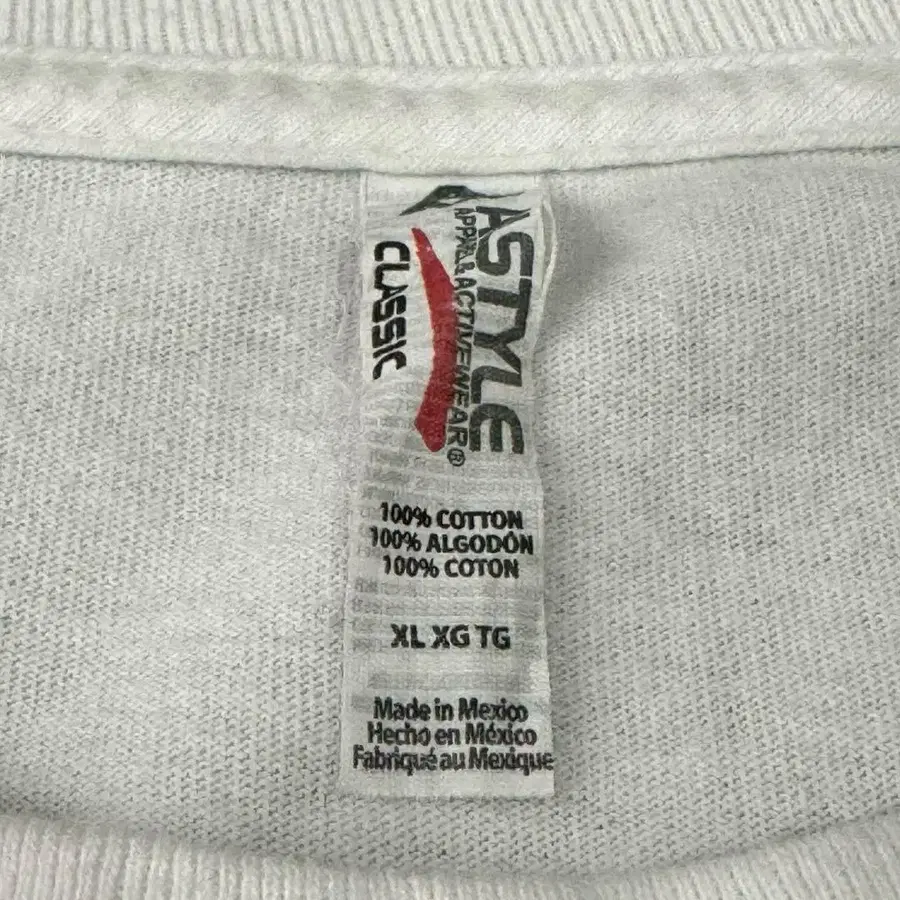 AAA
ASTYLE
APPAREL & ACTIVEWEAR®
CLASSIC
100% COTTON
100% ALGODÓN
100% COTON
XL XG TG
Made in Mexico
Hecho en México
Fabriqué au Mexique